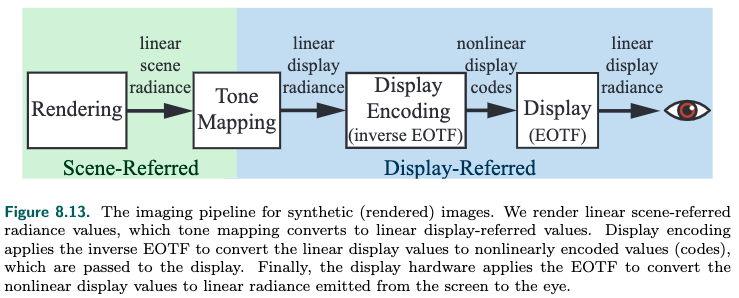 linear
scene
radiance
linear
display
radiance
nonlinear
display
codes
linear
display
radiance
Rendering
Tone
Mapping
Display
Encoding
(inverse EOTF)
Display
(EOTF)
Scene-Referred
Display-Referred
Figure 8.13. The imaging pipeline for synthetic (rendered) images. We render linear scene-referred
radiance values, which tone mapping converts to linear display-referred values. Display encoding
applies the inverse EOTF to convert the linear display values to nonlinearly encoded values (codes),
which are passed to the display. Finally, the display hardware applies the EOTF to convert the
nonlinear display values to linear radiance emitted from the screen to the eye.